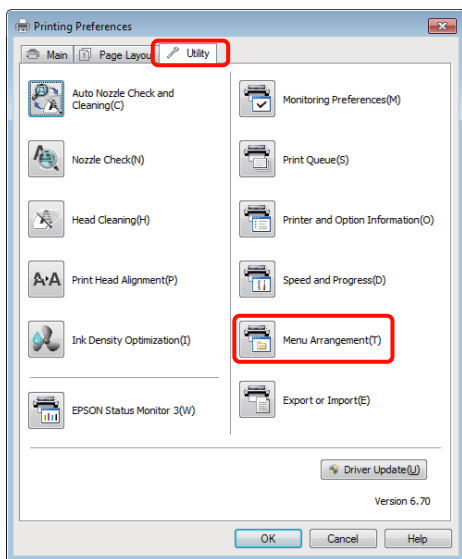 Printing Preferences
Main
Page Layou
Utility
Auto Nozzle Check and
Cleaning(C)
Monitoring Preferences(M)
Nozzle Check(N)
Print Queue(S)
Head Cleaning(H)
Printer and Option Information(O)
Print Head Alignment(P)
Speed and Progress(D)
Ink Density Optimization(I)
Menu Arrangement(T)
EPSON Status Monitor 3(W)
Export or Import(E)
Driver Update(U)
Version 6.70
OK
Cancel
Help